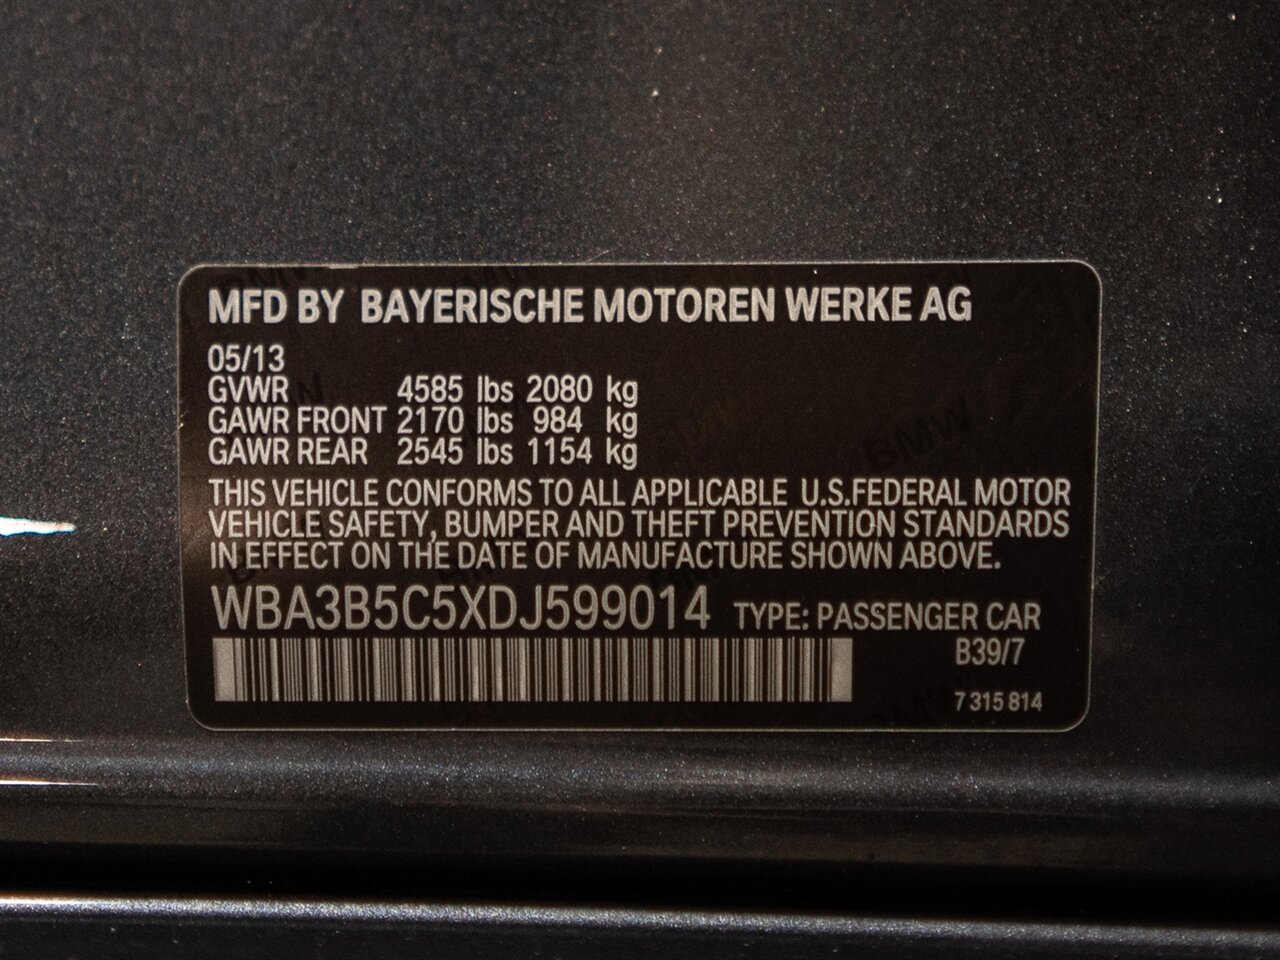 MFD BY BAYERISCHE MOTOREN WERKE AG
05/13
GVWR 4585 lbs 2080 kg
GAWR FRONT 2170 lbs 984 kg
GAWR REAR 2545 lbs 1154 kg
THIS VEHICLE CONFORMS TO ALL APPLICABLE U.S.FEDERAL MOTOR
VEHICLE SAFETY, BUMPER AND THEFT PREVENTION STANDARDS
IN EFFECT ON THE DATE OF MANUFACTURE SHOWN ABOVE.
WBA3B5C5XDJ599014 TYPE: PASSENGER CAR
B39/7
7 315 814
BMW